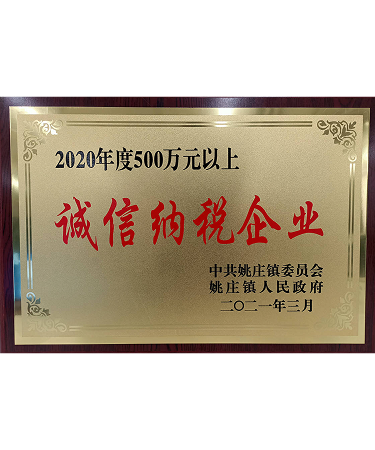 2020年度500万元以上
诚信纳税企业
中共姚庄镇委员会
姚庄镇人民政府
二〇二一年三月